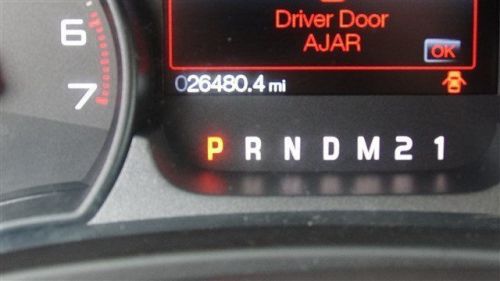 6
7
Driver Door
AJAR
OK
026480.4 mi
P R N D M 2 1